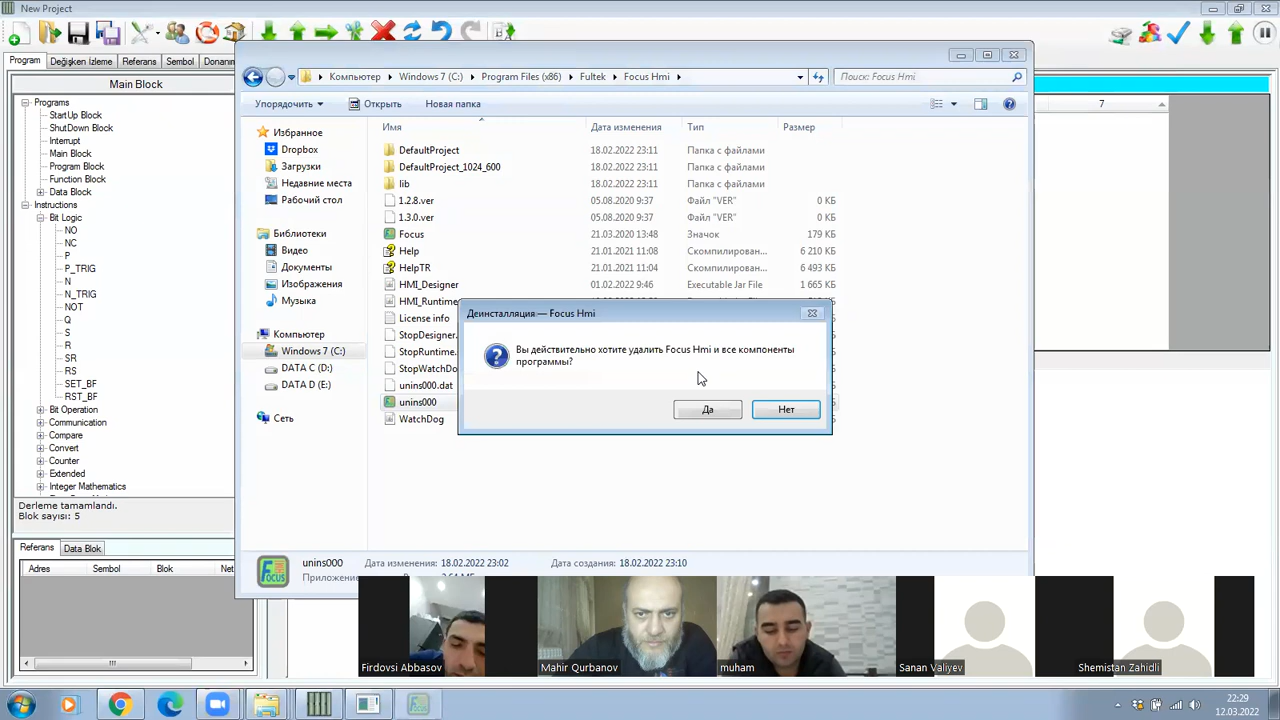 New Project
Program
Değişken İzleme
Referans
Sembol
Main Block
Programs
StartUp Block
ShutDown Block
Interrupt
Main Block
Program Block
Function Block
Data Block
Instructions
Bit Logic
NO
NC
P
P_TRIG
N
N_TRIG
NOT
Q
S
R
SR
RS
SET_BF
RST_BF
Bit Operation
Communication
Compare
Convert
Counter
Extended
Integer Mathematics
Derleme tamamlandı.
Blok sayısı: 5
Referans
Data Blok
Adres Sembol Blok
7
Компьютер
Windows 7 (C:)
Program Files (x86)
Fultek
Focus Hmi
Поиск: Focus Hmi
Упорядочить
Открыть
Новая папка
Избранное
Dropbox
Загрузки
Недавние места
Рабочий стол
Библиотеки
Видео
Документы
Изображения
Музыка
Компьютер
Windows 7 (C:)
DATA C (D:)
DATA D (E:)
Сеть
Имя Дата изменения Тип Размер
DefaultProject 18.02.2022 23:11 Папка с файлами
DefaultProject_1024_600 18.02.2022 23:11 Папка с файлами
lib 18.02.2022 23:11 Папка с файлами
1.2.8.ver 05.08.2020 9:37 Файл "VER" 0 КБ
1.3.0.ver 05.08.2020 9:37 Файл "VER" 0 КБ
Focus 21.03.2020 13:48 Значок 179 КБ
Help 21.01.2021 11:08 Скомпилирован... 6 210 КБ
HelpTR 21.01.2021 11:04 Скомпилирован... 6 493 КБ
HMI_Designer 01.02.2022 9:46 Executable Jar File 1 665 КБ
HMI_Runtime
License info
StopDesigner.
StopRuntime.
StopWatchDo
unins000.dat
unins000
WatchDog
Деинсталляция — Focus Hmi
Вы действительно хотите удалить Focus Hmi и все компоненты
программы?
Да
Нет
unins000 Дата изменения: 18.02.2022 23:02 Дата создания: 18.02.2022 23:10
Приложение
Firdovsi Abbasov
Mahir Qurbanov
muham
Sanan Valiyev
Shemistan Zahidli
22:29
12.03.2022